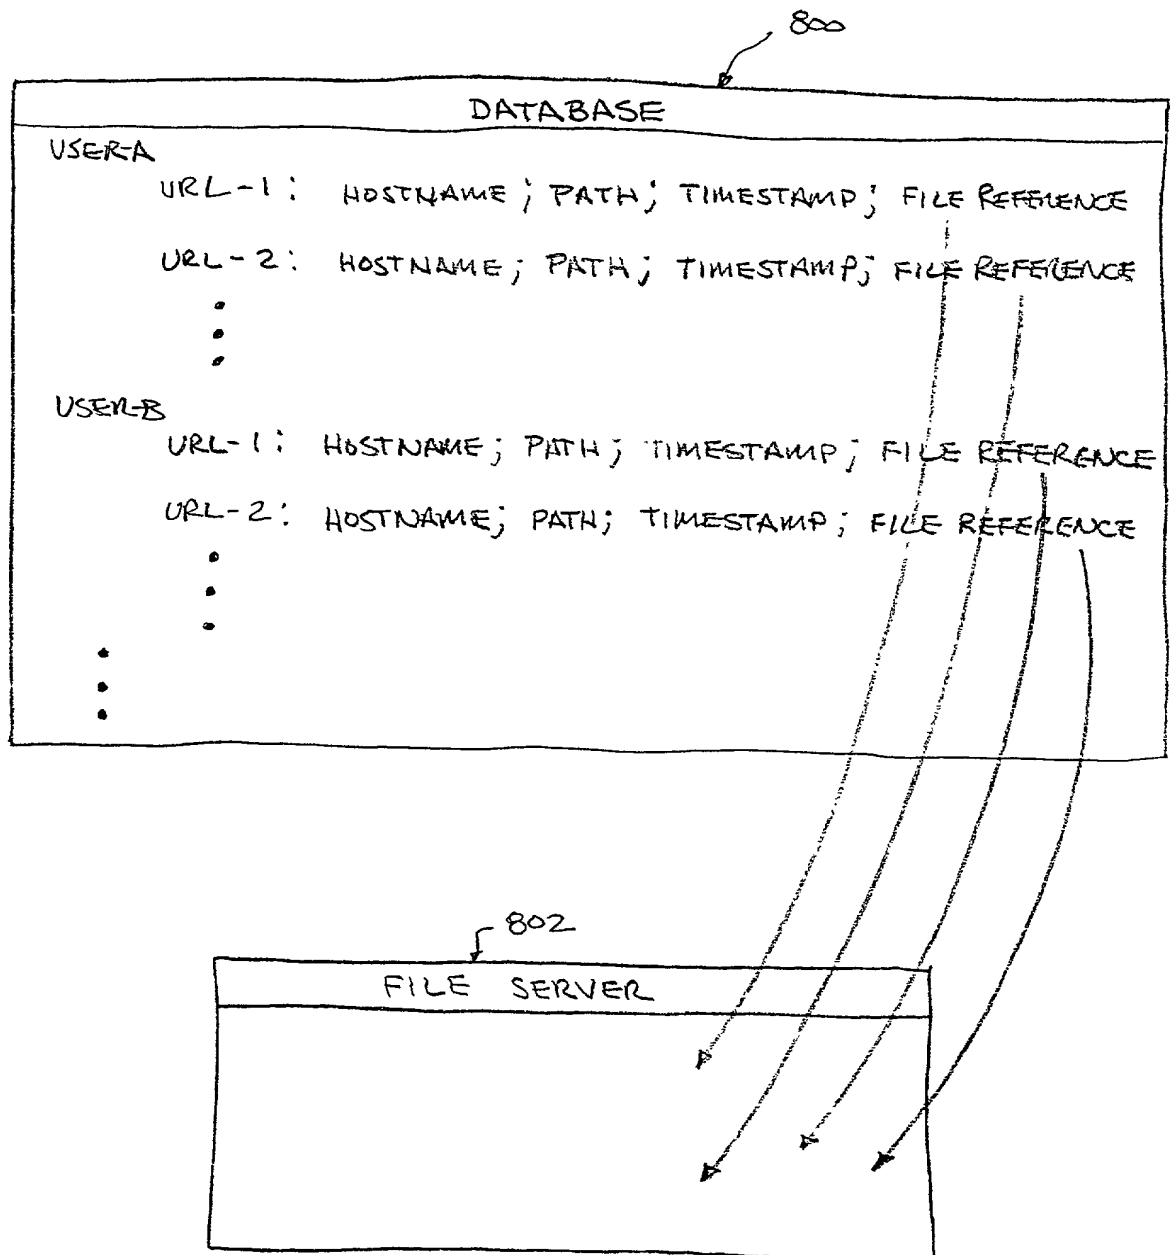 800
DATABASE
USER-A
URL-1: HOSTNAME; PATH; TIMESTAMP; FILE REFERENCE
URL-2: HOSTNAME; PATH; TIMESTAMP; FILE REFERENCE
USER-B
URL-1: HOSTNAME; PATH; TIMESTAMP; FILE REFERENCE
URL-2: HOSTNAME; PATH; TIMESTAMP; FILE REFERENCE
802
FILE SERVER